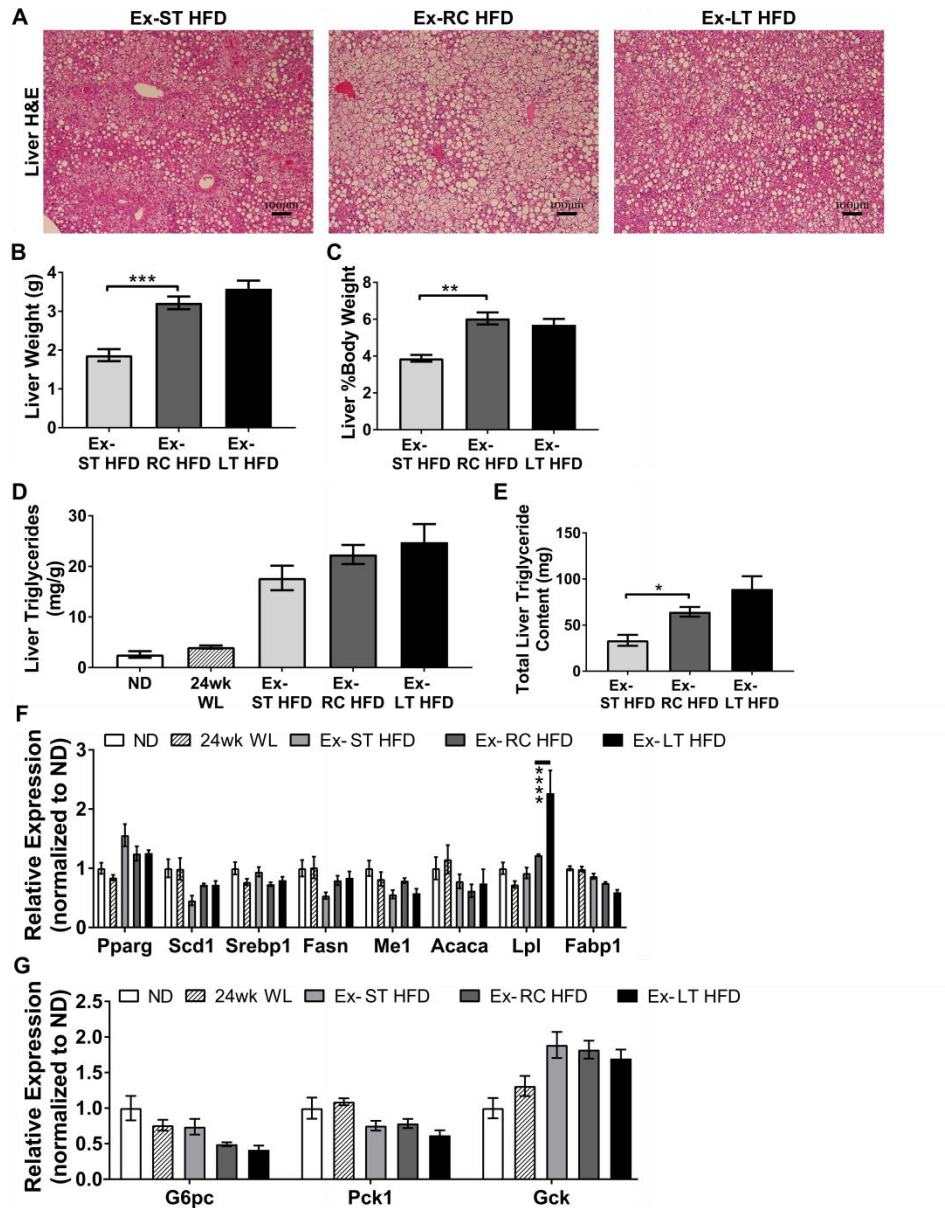 A
Ex-ST HFD Ex-RC HFD Ex-LT HFD
Liver H&E
100μm 100μm 100μm
B
Liver Weight (g)
4
3
2
1
0
***
Ex- Ex- Ex-
ST HFD RC HFD LT HFD
C
Liver %Body Weight
8
6
4
2
0
**
Ex- Ex- Ex-
ST HFD RC HFD LT HFD
D
Liver Triglycerides
(mg/g)
30
20
10
0
ND 24wk Ex- Ex- Ex-
WL ST HFD RC HFD LT HFD
E
Total Liver Triglyceride
Content (mg)
150
100
50
0
*
Ex- Ex- Ex-
ST HFD RC HFD LT HFD
F
ND 24wk WL Ex- ST HFD Ex- RC HFD Ex- LT HFD
Relative Expression
(normalized to ND)
3
2
1
0
****
Pparg Scd1 Srebp1 Fasn Me1 Acaca Lpl Fabp1
G
ND 24wk WL Ex- ST HFD Ex- RC HFD Ex- LT HFD
Relative Expression
(normalized to ND)
2.5
2.0
1.5
1.0
0.5
0.0
G6pc Pck1 Gck